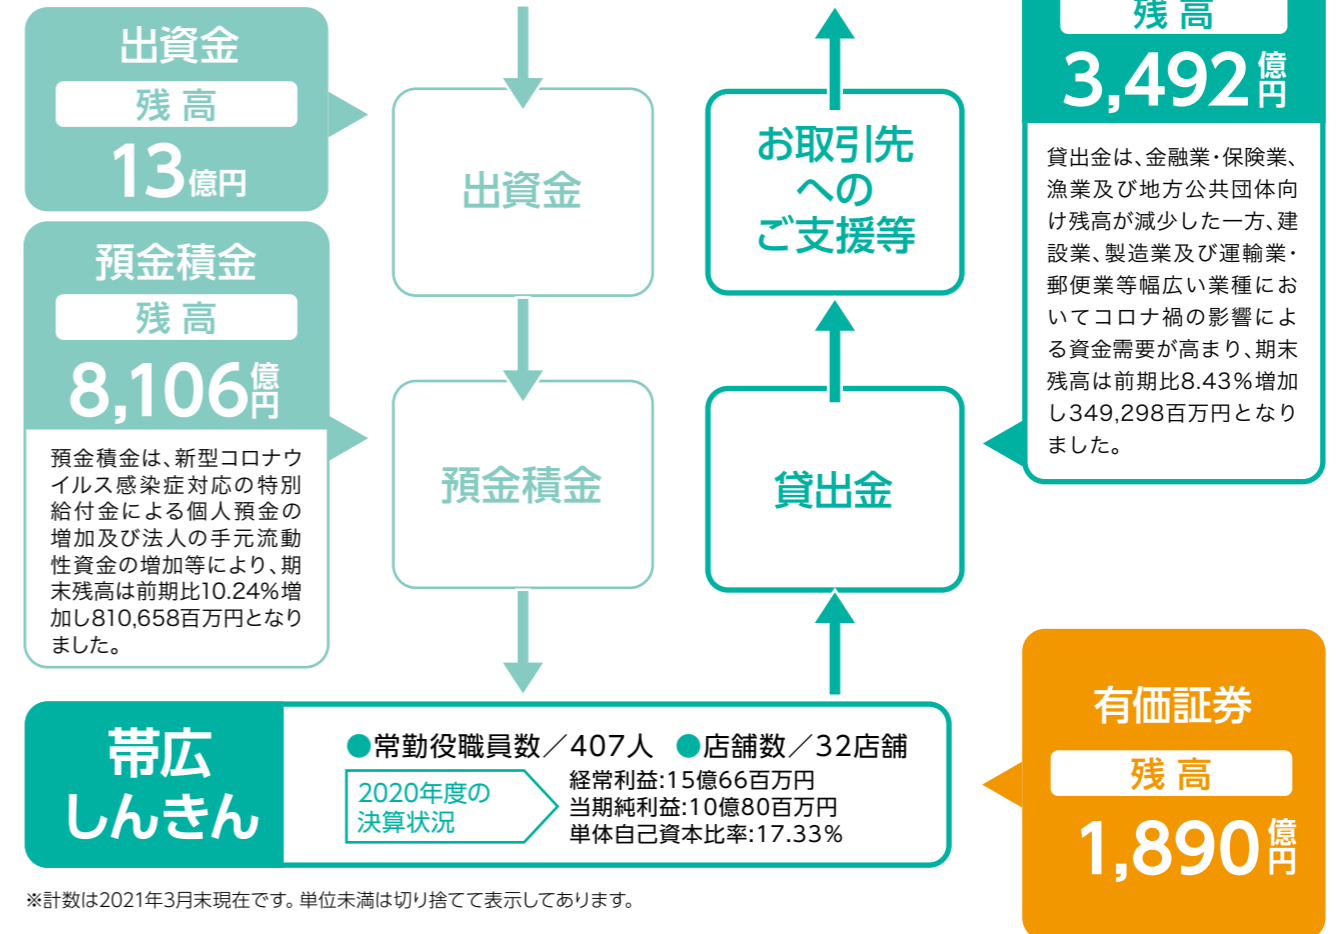 出資金
残高
13億円
預金積金
残高
8,106億円
預金積金は、新型コロナウ
イルス感染症対応の特別
給付金による個人預金の
増加及び法人の手元流動
性資金の増加等により、期
末残高は前期比10.24%増
加し810,658百万円となり
ました。
出資金
預金積金
お取引先
への
ご支援等
貸出金
残高
3,492億円
貸出金は、金融業・保険業、
漁業及び地方公共団体向
け残高が減少した一方、建
設業、製造業及び運輸業・
郵便業等幅広い業種にお
いてコロナ禍の影響によ
る資金需要が高まり、期末
残高は前期比8.43%増加
し349,298百万円となり
ました。
帯広
しんきん
●常勤役職員数／407人 ●店舗数／32店舗
2020年度の
決算状況
経常利益:15億66百万円
当期純利益:10億80百万円
単体自己資本比率:17.33%
有価証券
残高
1,890億円
※計数は2021年3月末現在です。単位未満は切り捨てて表示してあります。